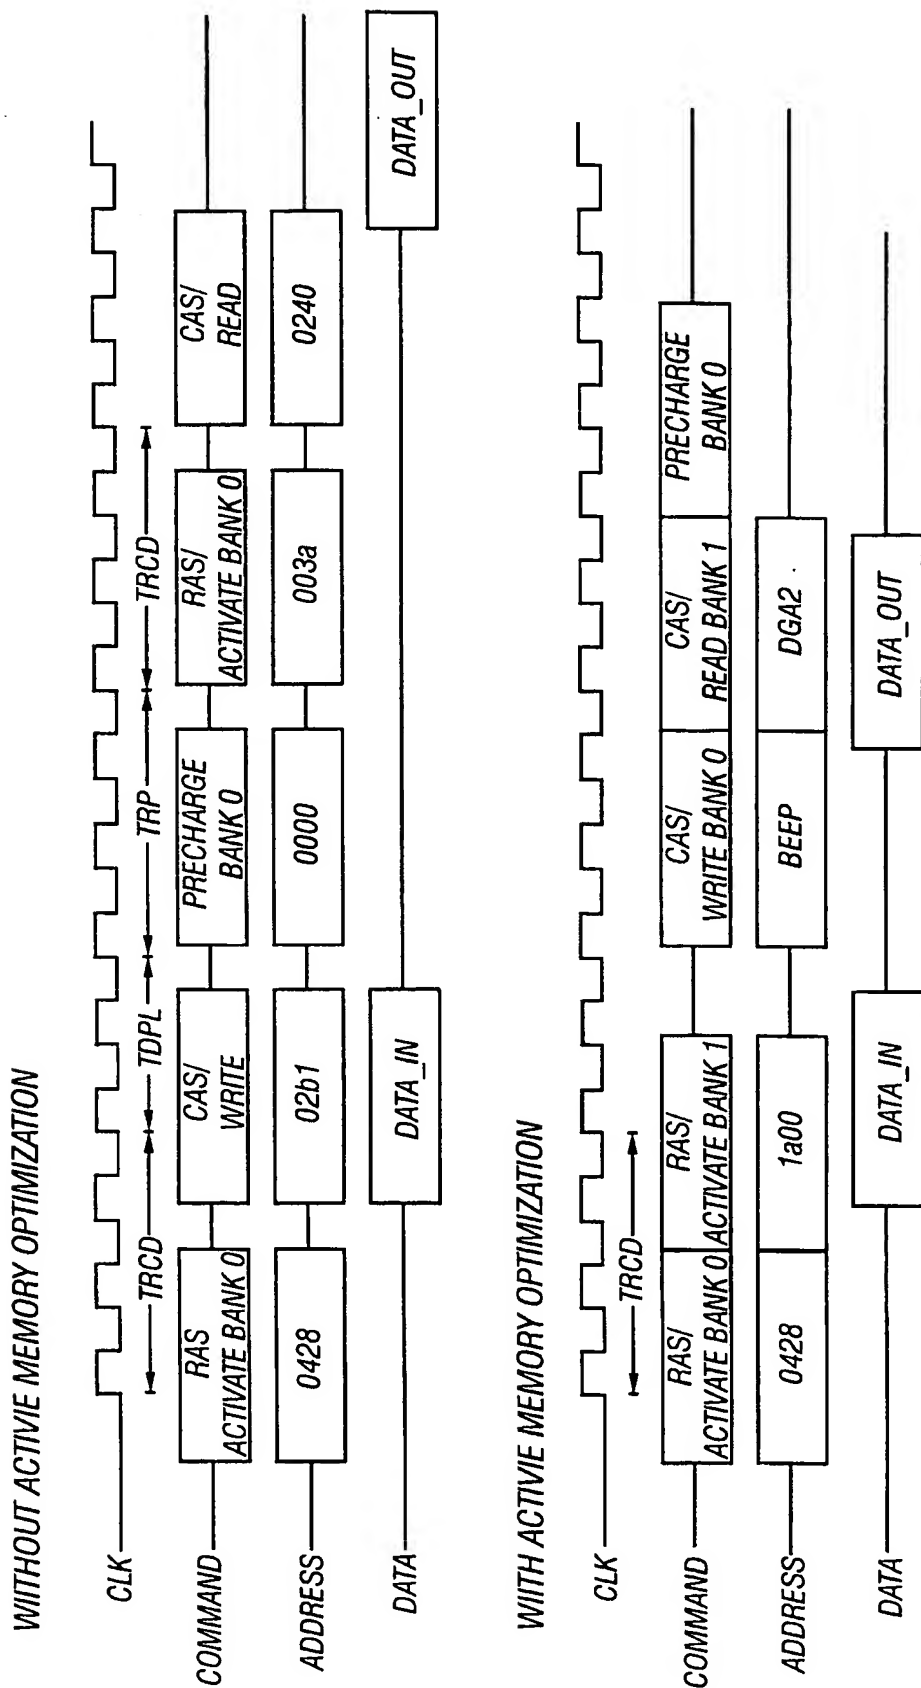 WIITHOUT ACTIVIE MEMORY OPTIMIZATION
CLK
TRCD
TDPL
TRP
TRCD
COMMAND
RAS
ACTIVATE BANK 0
CAS/
WRITE
PRECHARGE
BANK 0
RAS/
ACTIVATE BANK 0
CAS/
READ
ADDRESS
0428
02b1
0000
003a
0240
DATA
DATA_IN
DATA_OUT
WIITH ACTIVIE MEMORY OPTIMIZATION
CLK
TRCD
COMMAND
RAS/
ACTIVATE BANK 0
RAS/
ACTIVATE BANK 1
CAS/
WRITE BANK 0
CAS/
READ BANK 1
PRECHARGE
BANK 0
ADDRESS
0428
1a00
BEEP
DGA2
DATA
DATA_IN
DATA_OUT